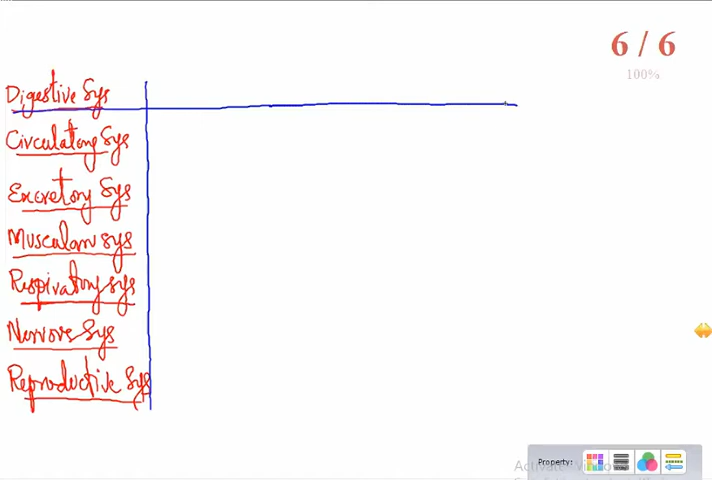 6 / 6
100%
Digestive Sys
Circulatory Sys
Excretory Sys
Muscular sys
Respiratory sys
Nervous Sys
Reproductive Sys
Property: